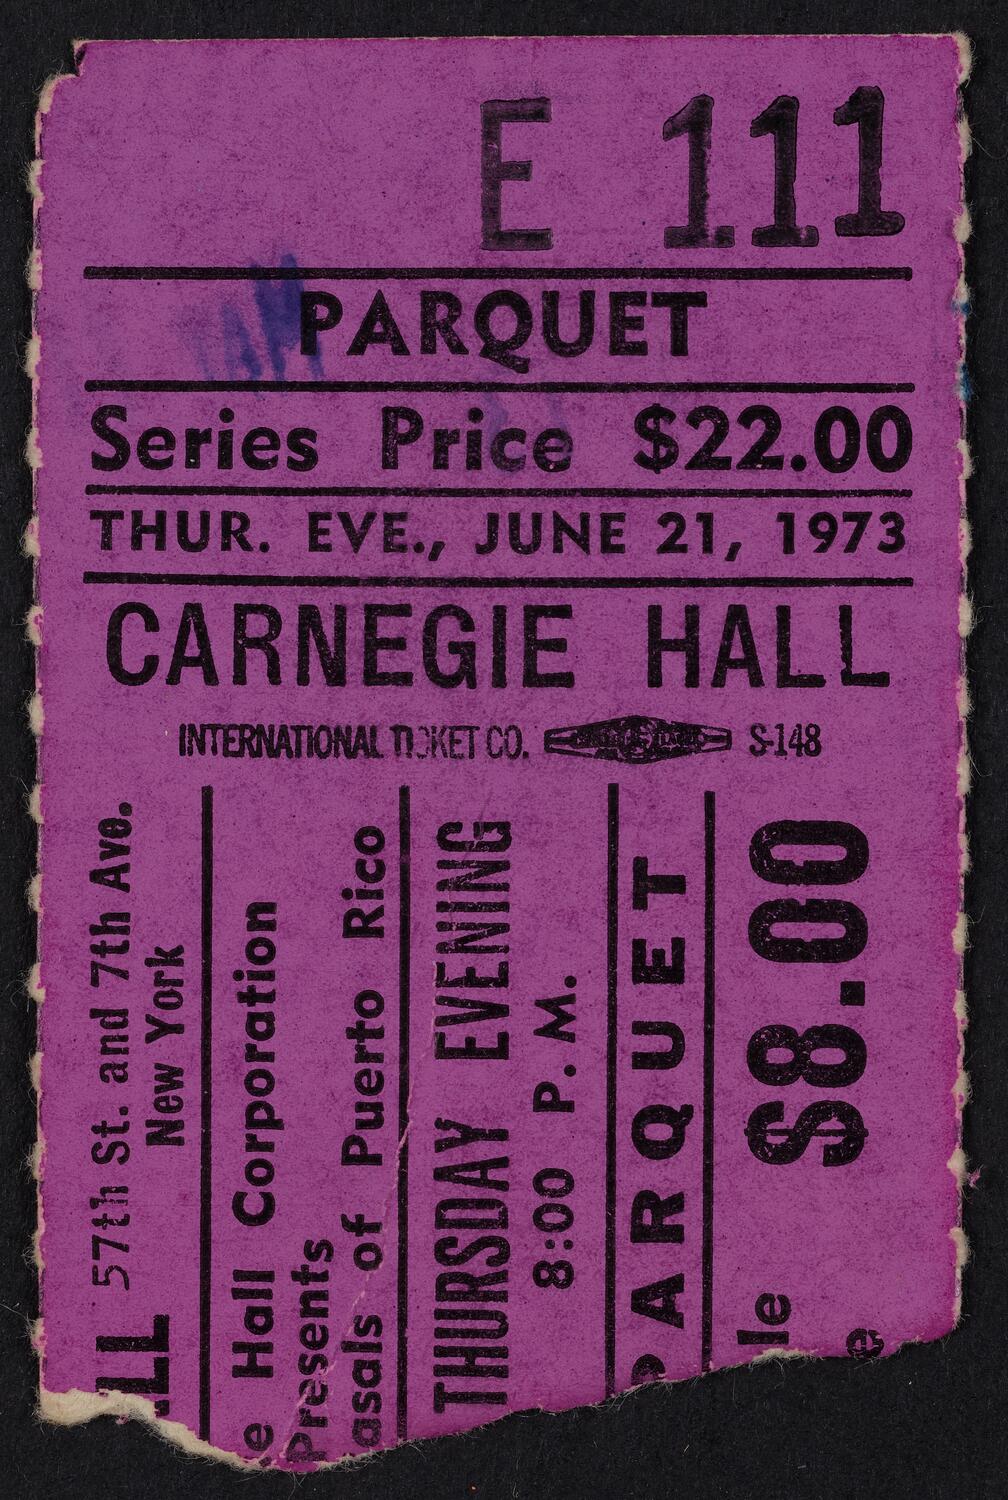 E 111
PARQUET
Series Price $22.00
THUR. EVE., JUNE 21, 1973
CARNEGIE HALL
INTERNATIONAL TICKET CO. S-148
LL 57th St. and 7th Ave.
New York
e Hall Corporation
Presents
asals of Puerto Rico
THURSDAY EVENING
8:00 P.M.
PARQUET
$8.00
le
e